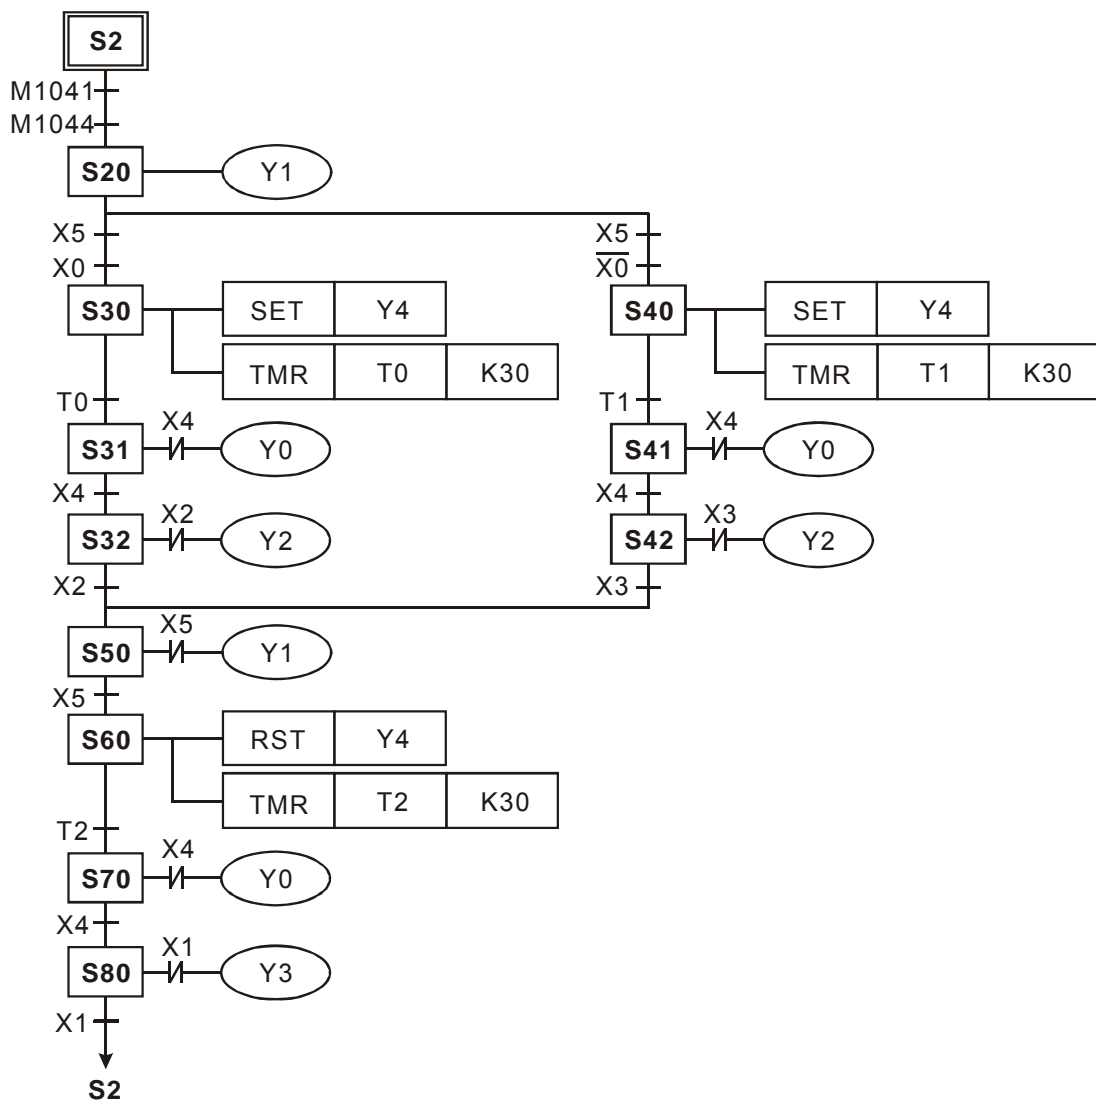 S2
M1041
M1044
S20 Y1
X5 X5
X0 X̅0̅
S30 SET Y4 S40 SET Y4
TMR T0 K30 TMR T1 K30
T0 T1
X4 X4
S31 Y0 S41 Y0
X4 X4
X2 X3
S32 Y2 S42 Y2
X2 X3
X5
S50 Y1
X5
S60 RST Y4
TMR T2 K30
T2
X4
S70 Y0
X4
X1
S80 Y3
X1
S2